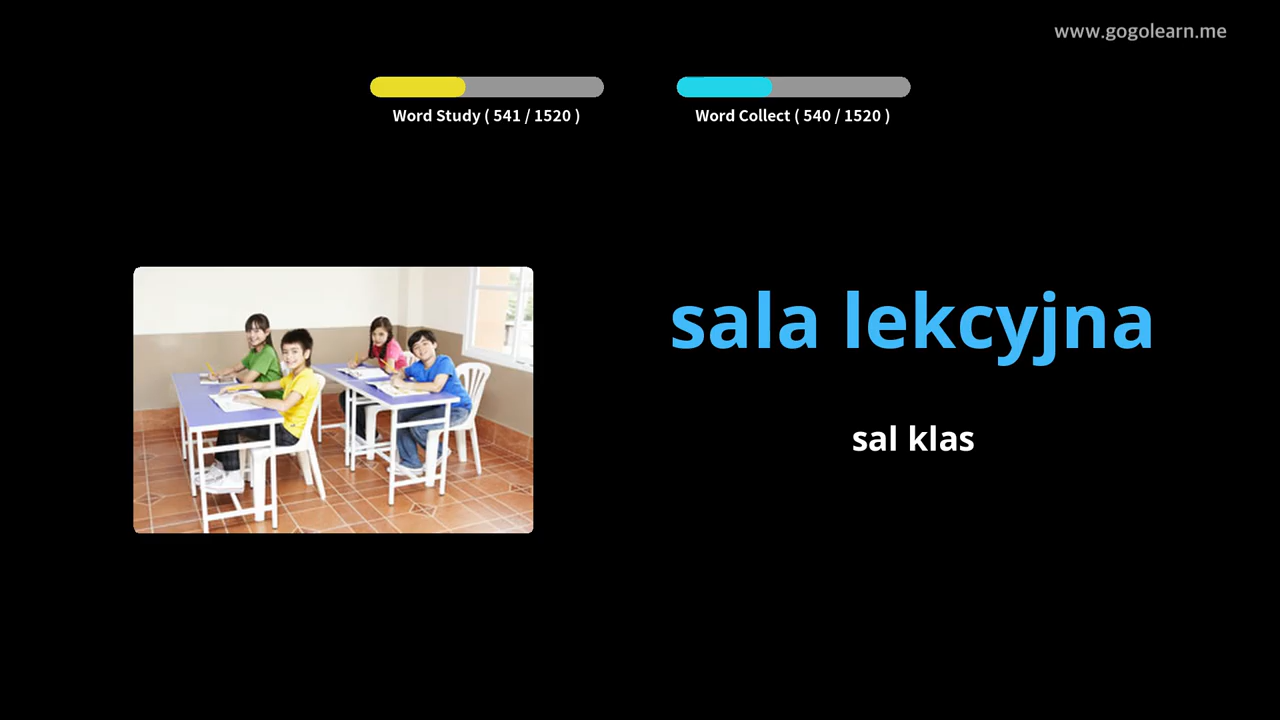 www.gogolearn.me
Word Study ( 541 / 1520 )
Word Collect ( 540 / 1520 )
sala lekcyjna
sal klas